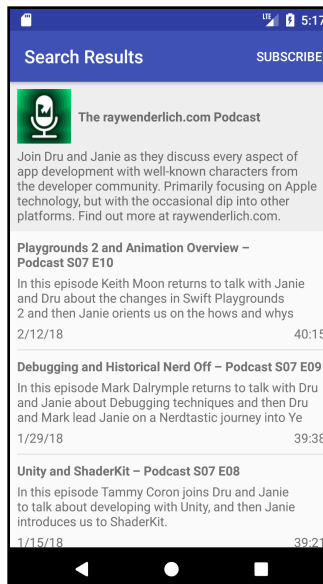 LTE 5:17
Search Results SUBSCRIBE
The raywenderlich.com Podcast
Join Dru and Janie as they discuss every aspect of
app development with well-known characters from
the developer community. Primarily focusing on Apple
technology, but with the occasional dip into other
platforms. Find out more at raywenderlich.com.
Playgrounds 2 and Animation Overview –
Podcast S07 E10
In this episode Keith Moon returns to talk with Janie
and Dru about the changes in Swift Playgrounds
2 and then Janie orients us on the hows and whys
2/12/18 40:15
Debugging and Historical Nerd Off – Podcast S07 E09
In this episode Mark Dalrymple returns to talk with Dru
and Janie about Debugging techniques and then Dru
and Mark lead Janie on a Nerdtastic journey into Ye
1/29/18 39:38
Unity and ShaderKit – Podcast S07 E08
In this episode Tammy Coron joins Dru and Janie
to talk about developing with Unity, and then Janie
introduces us to ShaderKit.
1/15/18 39:21